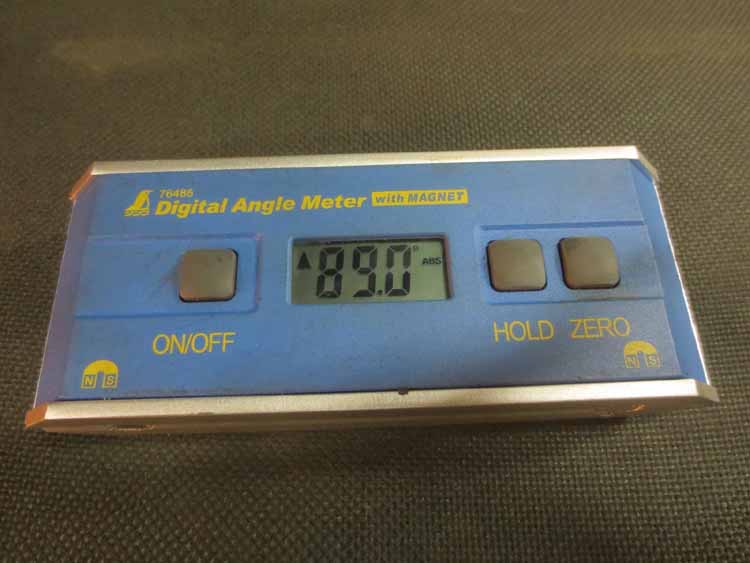 76486
Digital Angle Meter with MAGNET
89.0° ABS
ON/OFF
HOLD ZERO
N S
N S